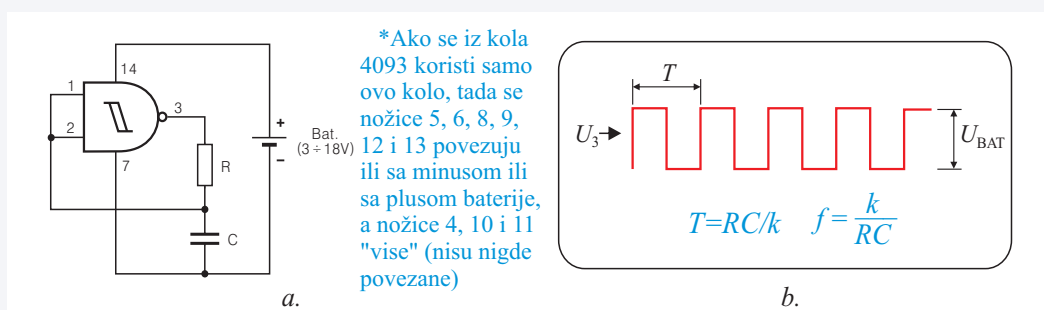 14
1
3
2
7
R
C
+
Bat.
(3 ÷ 18V)
−
a.
*Ako se iz kola
4093 koristi samo
ovo kolo, tada se
nožice 5, 6, 8, 9,
12 i 13 povezuju
ili sa minusom ili
sa plusom baterije,
a nožice 4, 10 i 11
"vise" (nisu nigde
povezane)
T
U₃
U_BAT
T=RC/k f=k/RC
b.